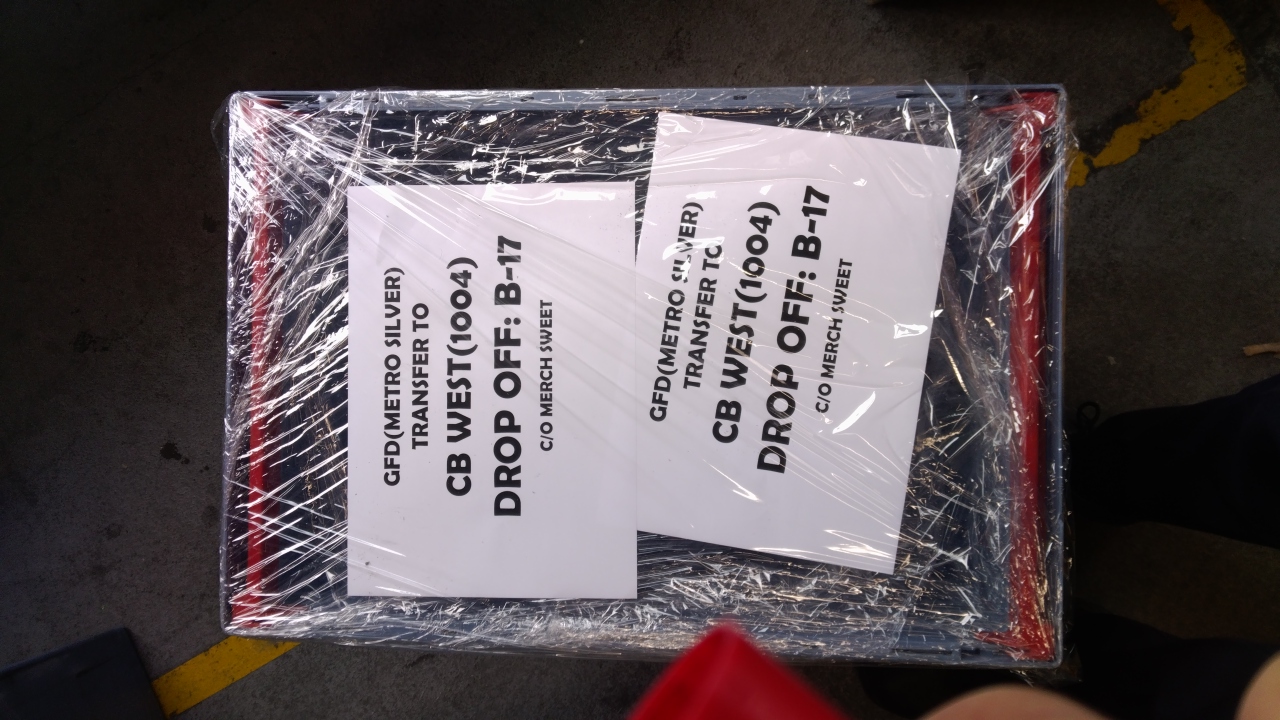 GFD(METRO SILVER)
TRANSFER TO
CB WEST(1004)
DROP OFF: B-17
C/O MERCH SWEET
GFD(METRO SILVER)
TRANSFER TO
CB WEST(1004)
DROP OFF: B-17
C/O MERCH SWEET